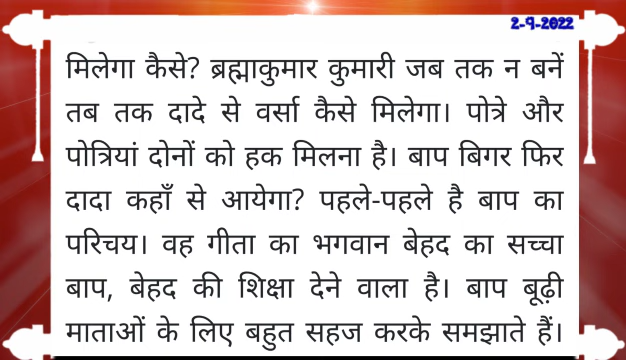 2-9-2022
मिलेगा कैसे? ब्रह्माकुमार कुमारी जब तक न बनें
तब तक दादे से वर्सा कैसे मिलेगा। पोत्रे और
पोत्रियां दोनों को हक मिलना है। बाप बिगर फिर
दादा कहाँ से आयेगा? पहले-पहले है बाप का
परिचय। वह गीता का भगवान बेहद का सच्चा
बाप, बेहद की शिक्षा देने वाला है। बाप बूढ़ी
माताओं के लिए बहुत सहज करके समझाते हैं।